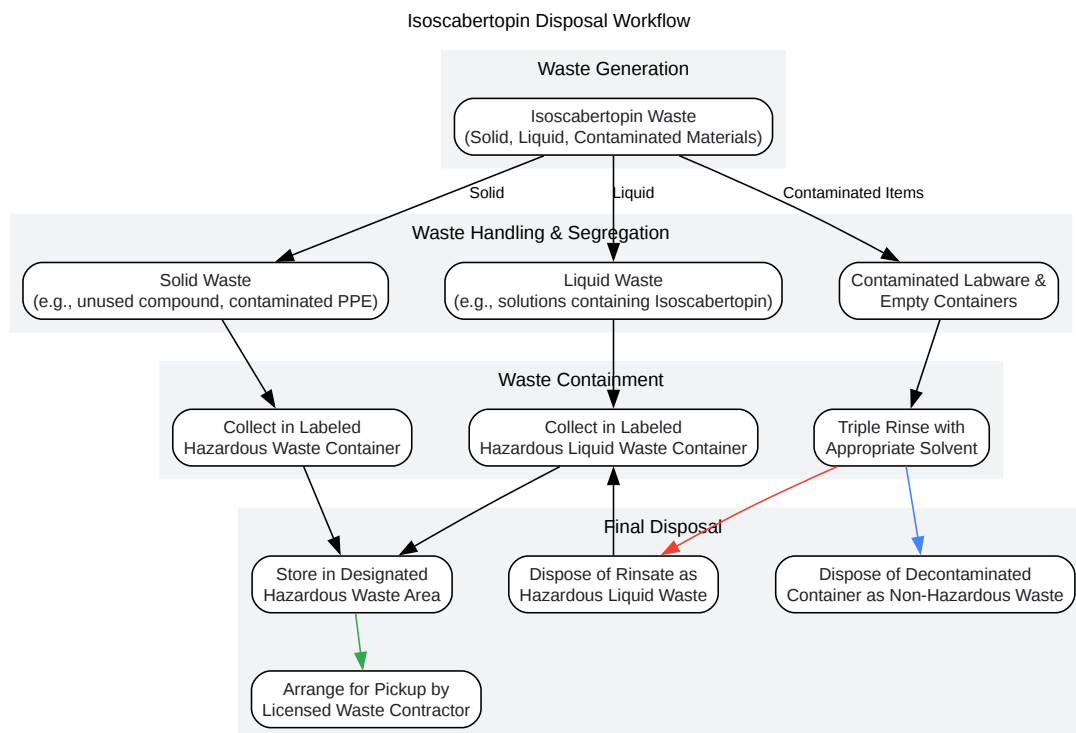 Isoscabertopin Disposal Workflow
Waste Generation
Isoscabertopin Waste
(Solid, Liquid, Contaminated Materials)
Solid
Liquid
Contaminated Items
Waste Handling & Segregation
Solid Waste
(e.g., unused compound, contaminated PPE)
Liquid Waste
(e.g., solutions containing Isoscabertopin)
Contaminated Labware &
Empty Containers
Waste Containment
Collect in Labeled
Hazardous Waste Container
Collect in Labeled
Hazardous Liquid Waste Container
Triple Rinse with
Appropriate Solvent
Final Disposal
Store in Designated
Hazardous Waste Area
Dispose of Rinsate as
Hazardous Liquid Waste
Dispose of Decontaminated
Container as Non-Hazardous Waste
Arrange for Pickup by
Licensed Waste Contractor